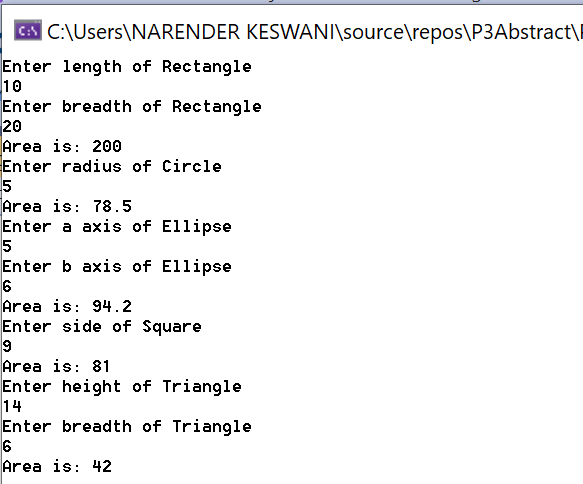 C:\Users\NARENDER KESWANI\source\repos\P3Abstract\
Enter length of Rectangle
10
Enter breadth of Rectangle
20
Area is: 200
Enter radius of Circle
5
Area is: 78.5
Enter a axis of Ellipse
5
Enter b axis of Ellipse
6
Area is: 94.2
Enter side of Square
9
Area is: 81
Enter height of Triangle
14
Enter breadth of Triangle
6
Area is: 42